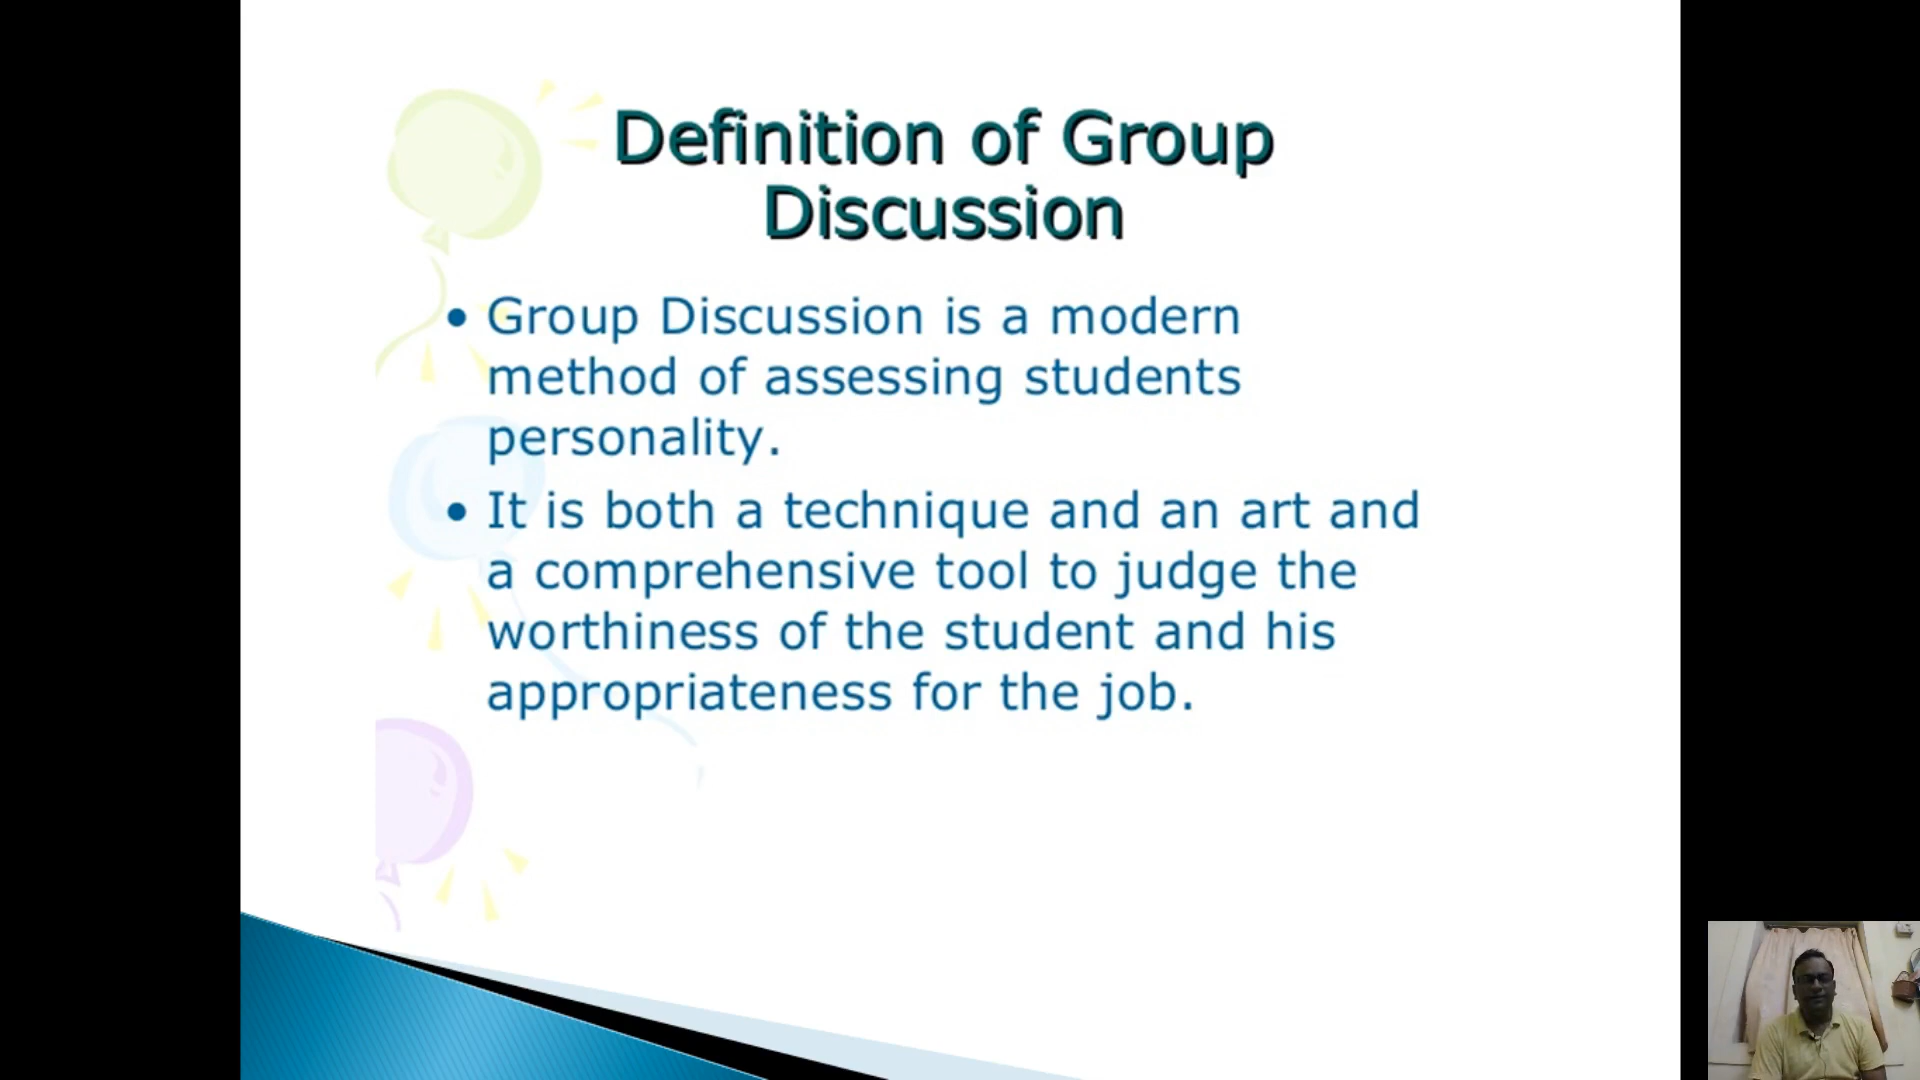 Definition of Group
Discussion
• Group Discussion is a modern
method of assessing students
personality.
• It is both a technique and an art and
a comprehensive tool to judge the
worthiness of the student and his
appropriateness for the job.